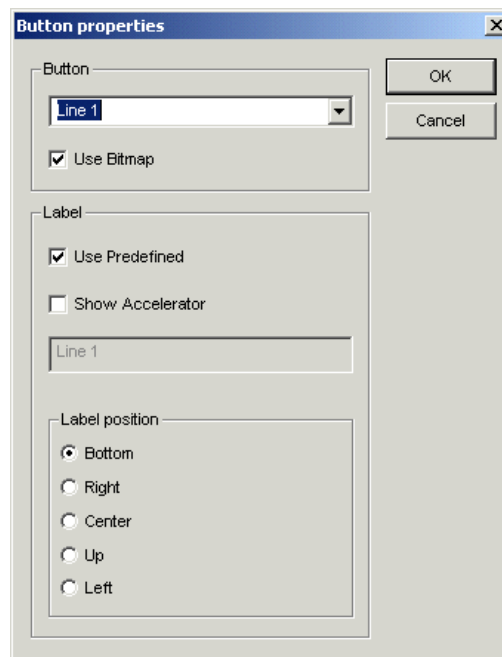 Button properties
Button
Line 1
Use Bitmap
OK
Cancel
Label
Use Predefined
Show Accelerator
Line 1
Label position
Bottom
Right
Center
Up
Left